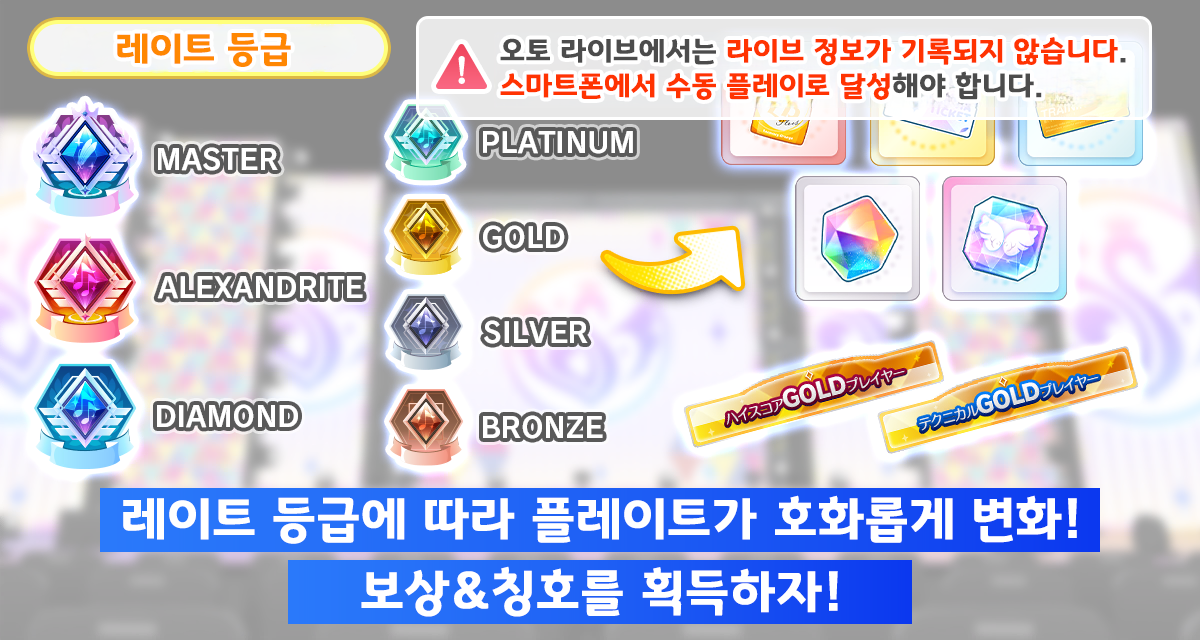 레이트 등급
오토 라이브에서는 라이브 정보가 기록되지 않습니다.
스마트폰에서 수동 플레이로 달성해야 합니다.
MASTER
ALEXANDRITE
DIAMOND
PLATINUM
GOLD
SILVER
BRONZE
TICKET
ハイスコアGOLDプレイヤー
テクニカルGOLDプレイヤー
레이트 등급에 따라 플레이트가 호화롭게 변화!
보상&칭호를 획득하자!